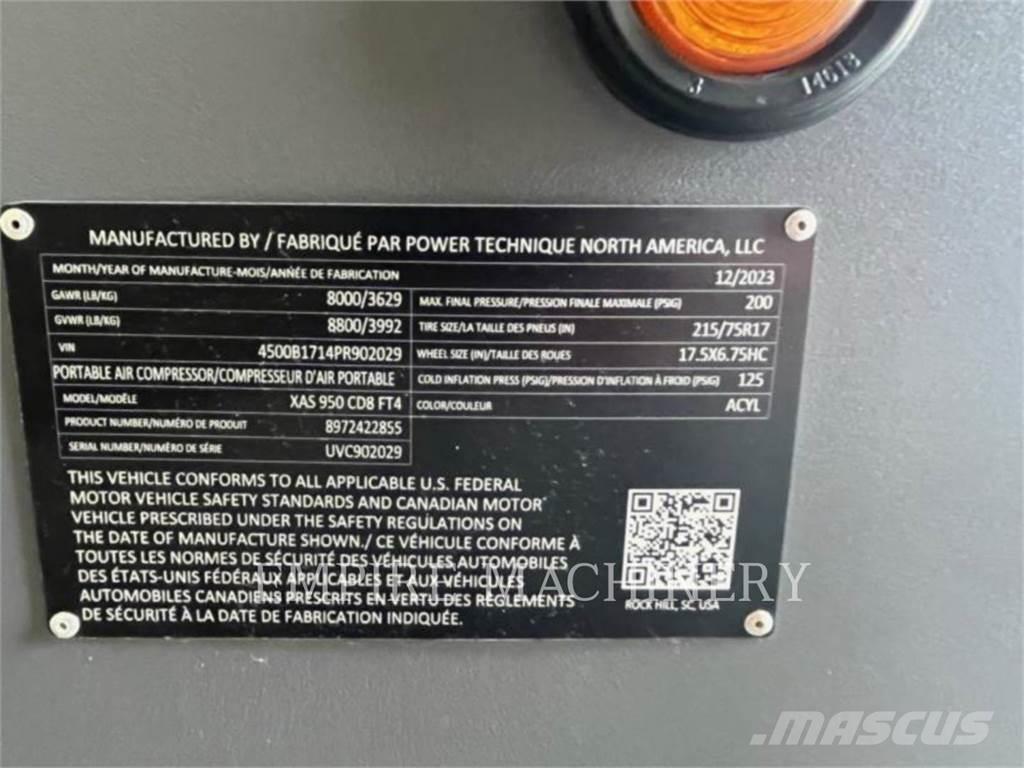 3 14013
MANUFACTURED BY / FABRIQUÉ PAR POWER TECHNIQUE NORTH AMERICA, LLC
MONTH/YEAR OF MANUFACTURE-MOIS/ANNÉE DE FABRICATION 12/2023
GAWR (LB/KG) 8000/3629 MAX. FINAL PRESSURE/PRESSION FINALE MAXIMALE (PSIG) 200
GVWR (LB/KG) 8800/3992 TIRE SIZE/LA TAILLE DES PNEUS (IN) 215/75R17
VIN 4500B1714PR902029 WHEEL SIZE (IN)/TAILLE DES ROUES 17.5X6.75HC
PORTABLE AIR COMPRESSOR/COMPRESSEUR D'AIR PORTABLE COLD INFLATION PRESS (PSIG)/PRESSION D'INFLATION À FROID (PSIG) 125
MODEL/MODÈLE XAS 950 CD8 FT4 COLOR/COULEUR ACYL
PRODUCT NUMBER/NUMÉRO DE PRODUIT 8972422855
SERIAL NUMBER/NUMÉRO DE SÉRIE UVC902029
THIS VEHICLE CONFORMS TO ALL APPLICABLE U.S. FEDERAL
MOTOR VEHICLE SAFETY STANDARDS AND CANADIAN MOTOR
VEHICLE PRESCRIBED UNDER THE SAFETY REGULATIONS ON
THE DATE OF MANUFACTURE SHOWN./ CE VÉHICULE CONFORME À
TOUTES LES NORMES DE SÉCURITÉ DES VÉHICULES AUTOMOBILES
DES ÉTATS-UNIS FÉDÉRAUX APPLICABLES ET AUX VÉHICULES
AUTOMOBILES CANADIENS PRESCRITS EN VERTU DES RÈGLEMENTS
DE SÉCURITÉ À LA DATE DE FABRICATION INDIQUÉE.
ROCK HILL, SC, USA
EMPIRE MACHINERY
MASCUS